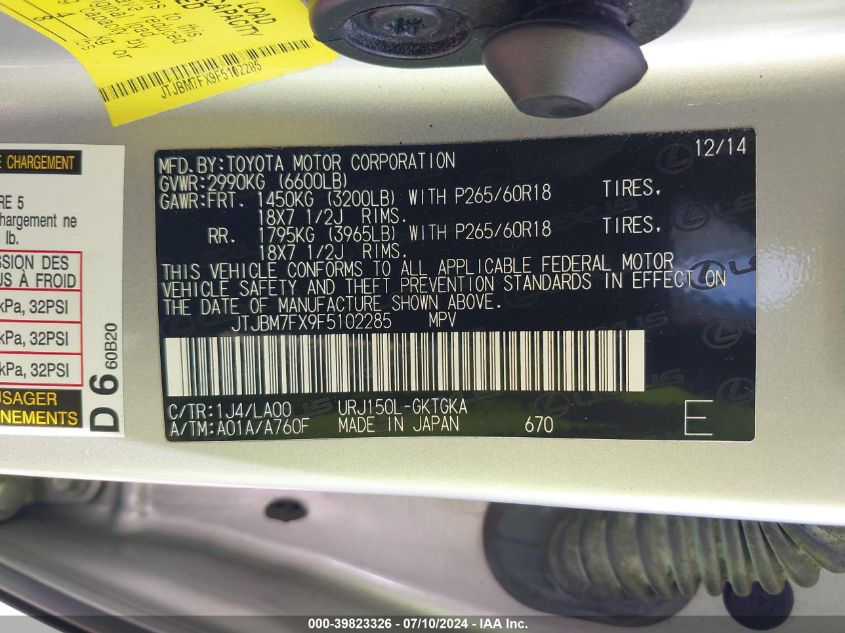 LOAD
CAPACITY
kg or
JTJBM7FX9F5102285
E CHARGEMENT
RE 5
chargement ne
lb.
SSION DES
US À FROID
kPa, 32PSI
kPa, 32PSI
kPa, 32PSI
USAGER
NEMENTS
D 6 60B20
12/14
MFD.BY:TOYOTA MOTOR CORPORATION
GVWR:2990KG (6600LB)
GAWR:FRT. 1450KG (3200LB) WITH P265/60R18 TIRES,
18X7 1/2J RIMS.
RR. 1795KG (3965LB) WITH P265/60R18 TIRES,
18X7 1/2J RIMS.
THIS VEHICLE CONFORMS TO ALL APPLICABLE FEDERAL MOTOR
VEHICLE SAFETY AND THEFT PREVENTION STANDARDS IN EFFECT ON
THE DATE OF MANUFACTURE SHOWN ABOVE.
JTJBM7FX9F5102285 MPV
C/TR:1J4/LA00 URJ150L-GKTGKA
A/TM:A01A/A760F MADE IN JAPAN 670 E
LEXUS
000-39823326 - 07/10/2024 - IAA Inc.